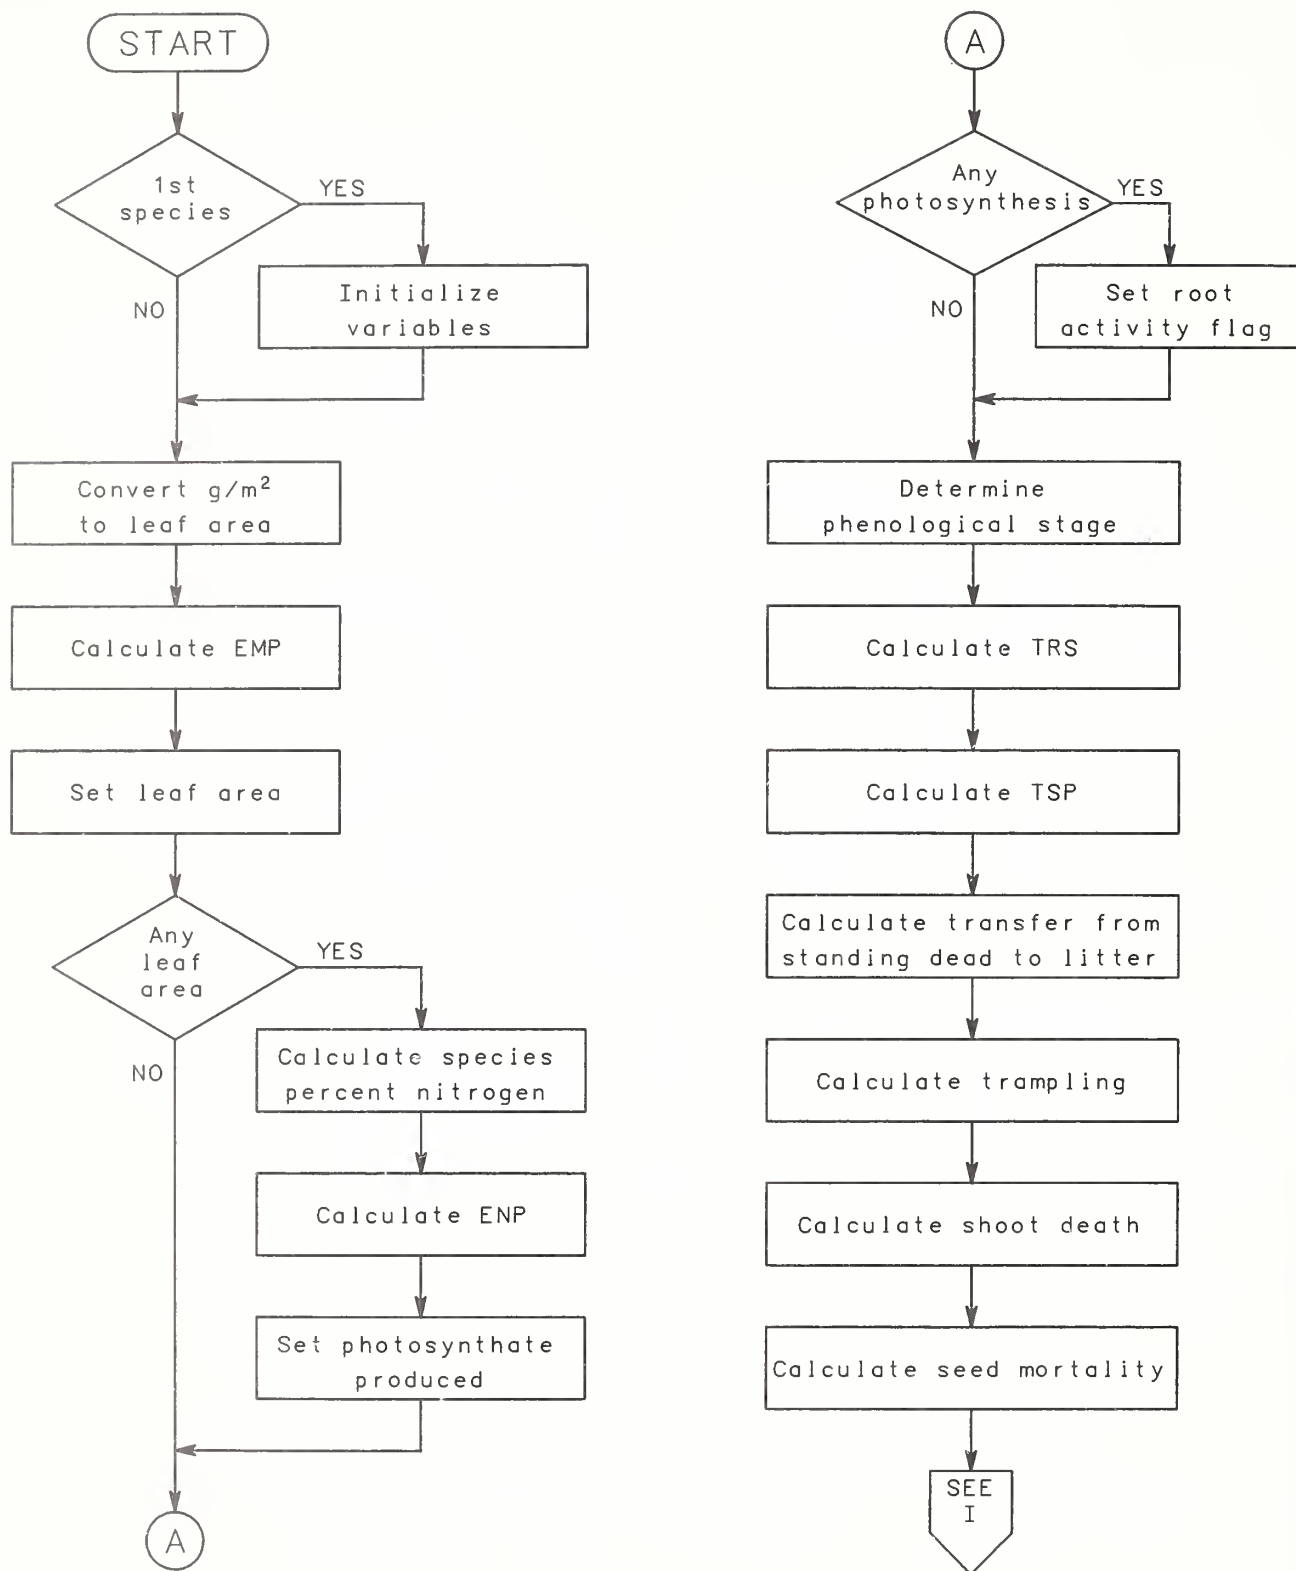 START
1st
species
YES
Initialize
variables
NO
Convert g/m²
to leaf area
Calculate EMP
Set leaf area
Any
leaf
area
YES
Calculate species
percent nitrogen
NO
Calculate ENP
Set photosynthate
produced
A
A
Any
photosynthesis
YES
Set root
activity flag
NO
Determine
phenological stage
Calculate TRS
Calculate TSP
Calculate transfer from
standing dead to litter
Calculate trampling
Calculate shoot death
Calculate seed mortality
SEE
I